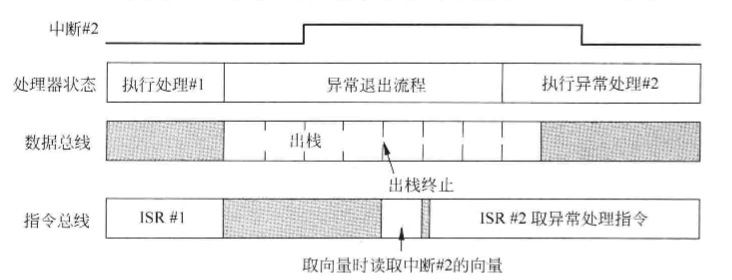 中断#2
处理器状态 执行处理#1 异常退出流程 执行异常处理#2
数据总线 出栈
出栈终止
指令总线 ISR #1 ISR #2 取异常处理指令
取向量时读取中断#2的向量